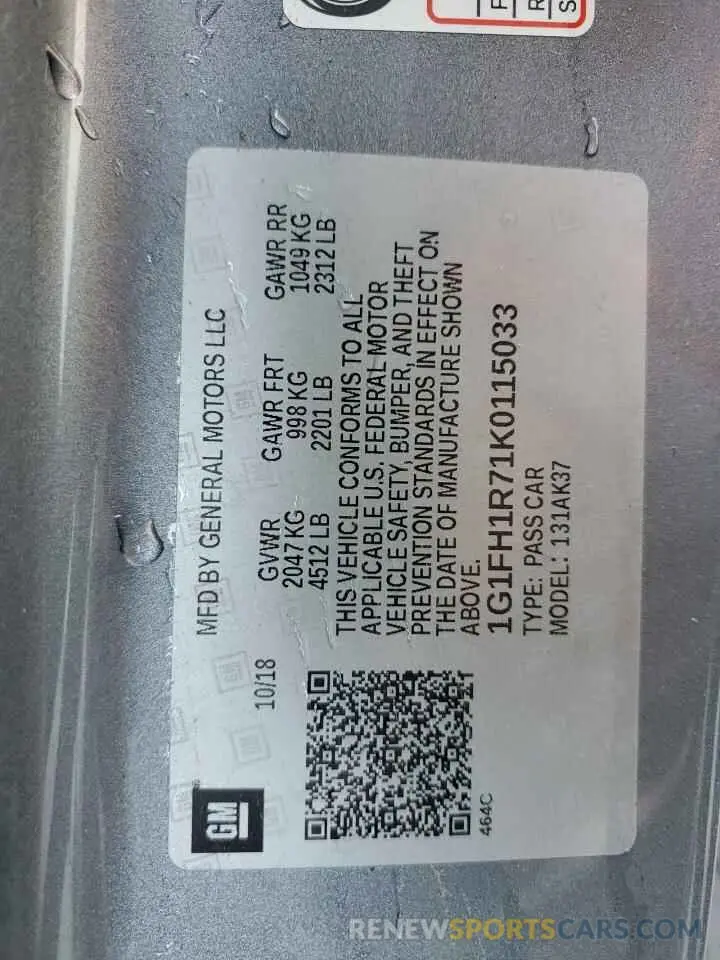 F
R
S
GM
10/18
MFD BY GENERAL MOTORS LLC
GVWR GAWR FRT GAWR RR
2047 KG 998 KG 1049 KG
4512 LB 2201 LB 2312 LB
THIS VEHICLE CONFORMS TO ALL
APPLICABLE U.S. FEDERAL MOTOR
VEHICLE SAFETY, BUMPER, AND THEFT
PREVENTION STANDARDS IN EFFECT ON
THE DATE OF MANUFACTURE SHOWN
ABOVE.
1G1FH1R71K0115033
TYPE: PASS CAR
MODEL: 131AK37
464C
RENEWSPORTSCARS.COM